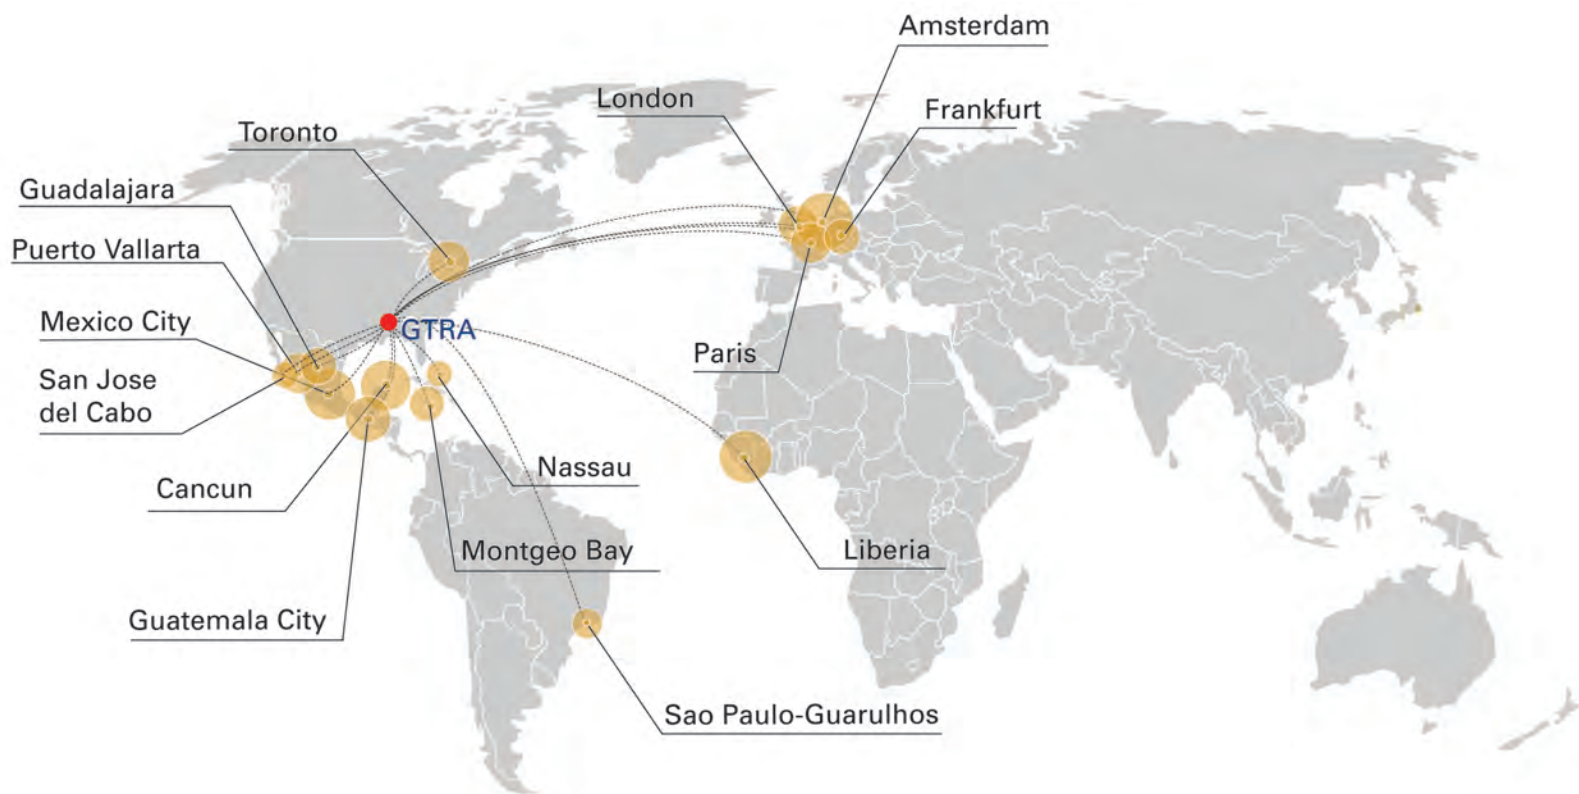 Amsterdam
London
Frankfurt
Toronto
Guadalajara
Puerto Vallarta
Mexico City
GTRA
Paris
San Jose
del Cabo
Nassau
Cancun
Montgeo Bay
Liberia
Guatemala City
Sao Paulo-Guarulhos